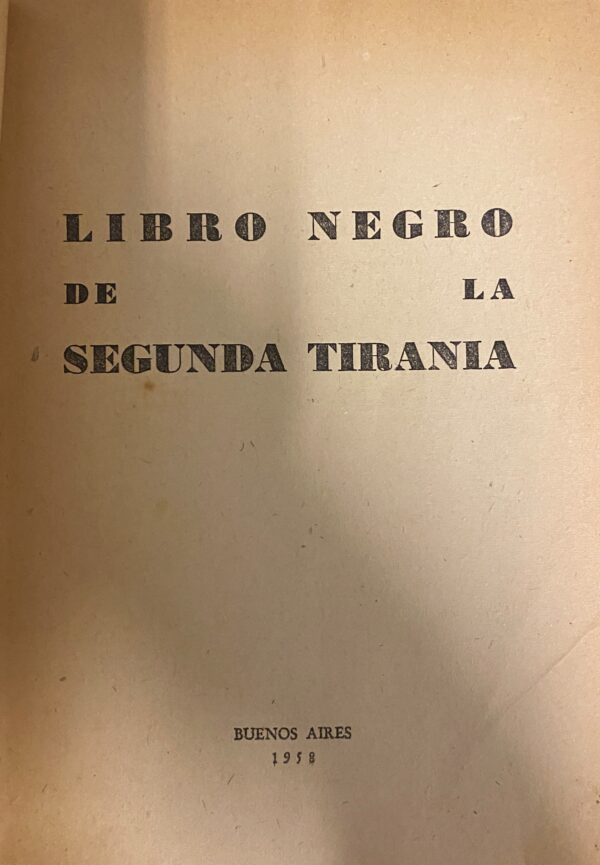 LIBRO NEGRO
DE LA
SEGUNDA TIRANIA
BUENOS AIRES
1958